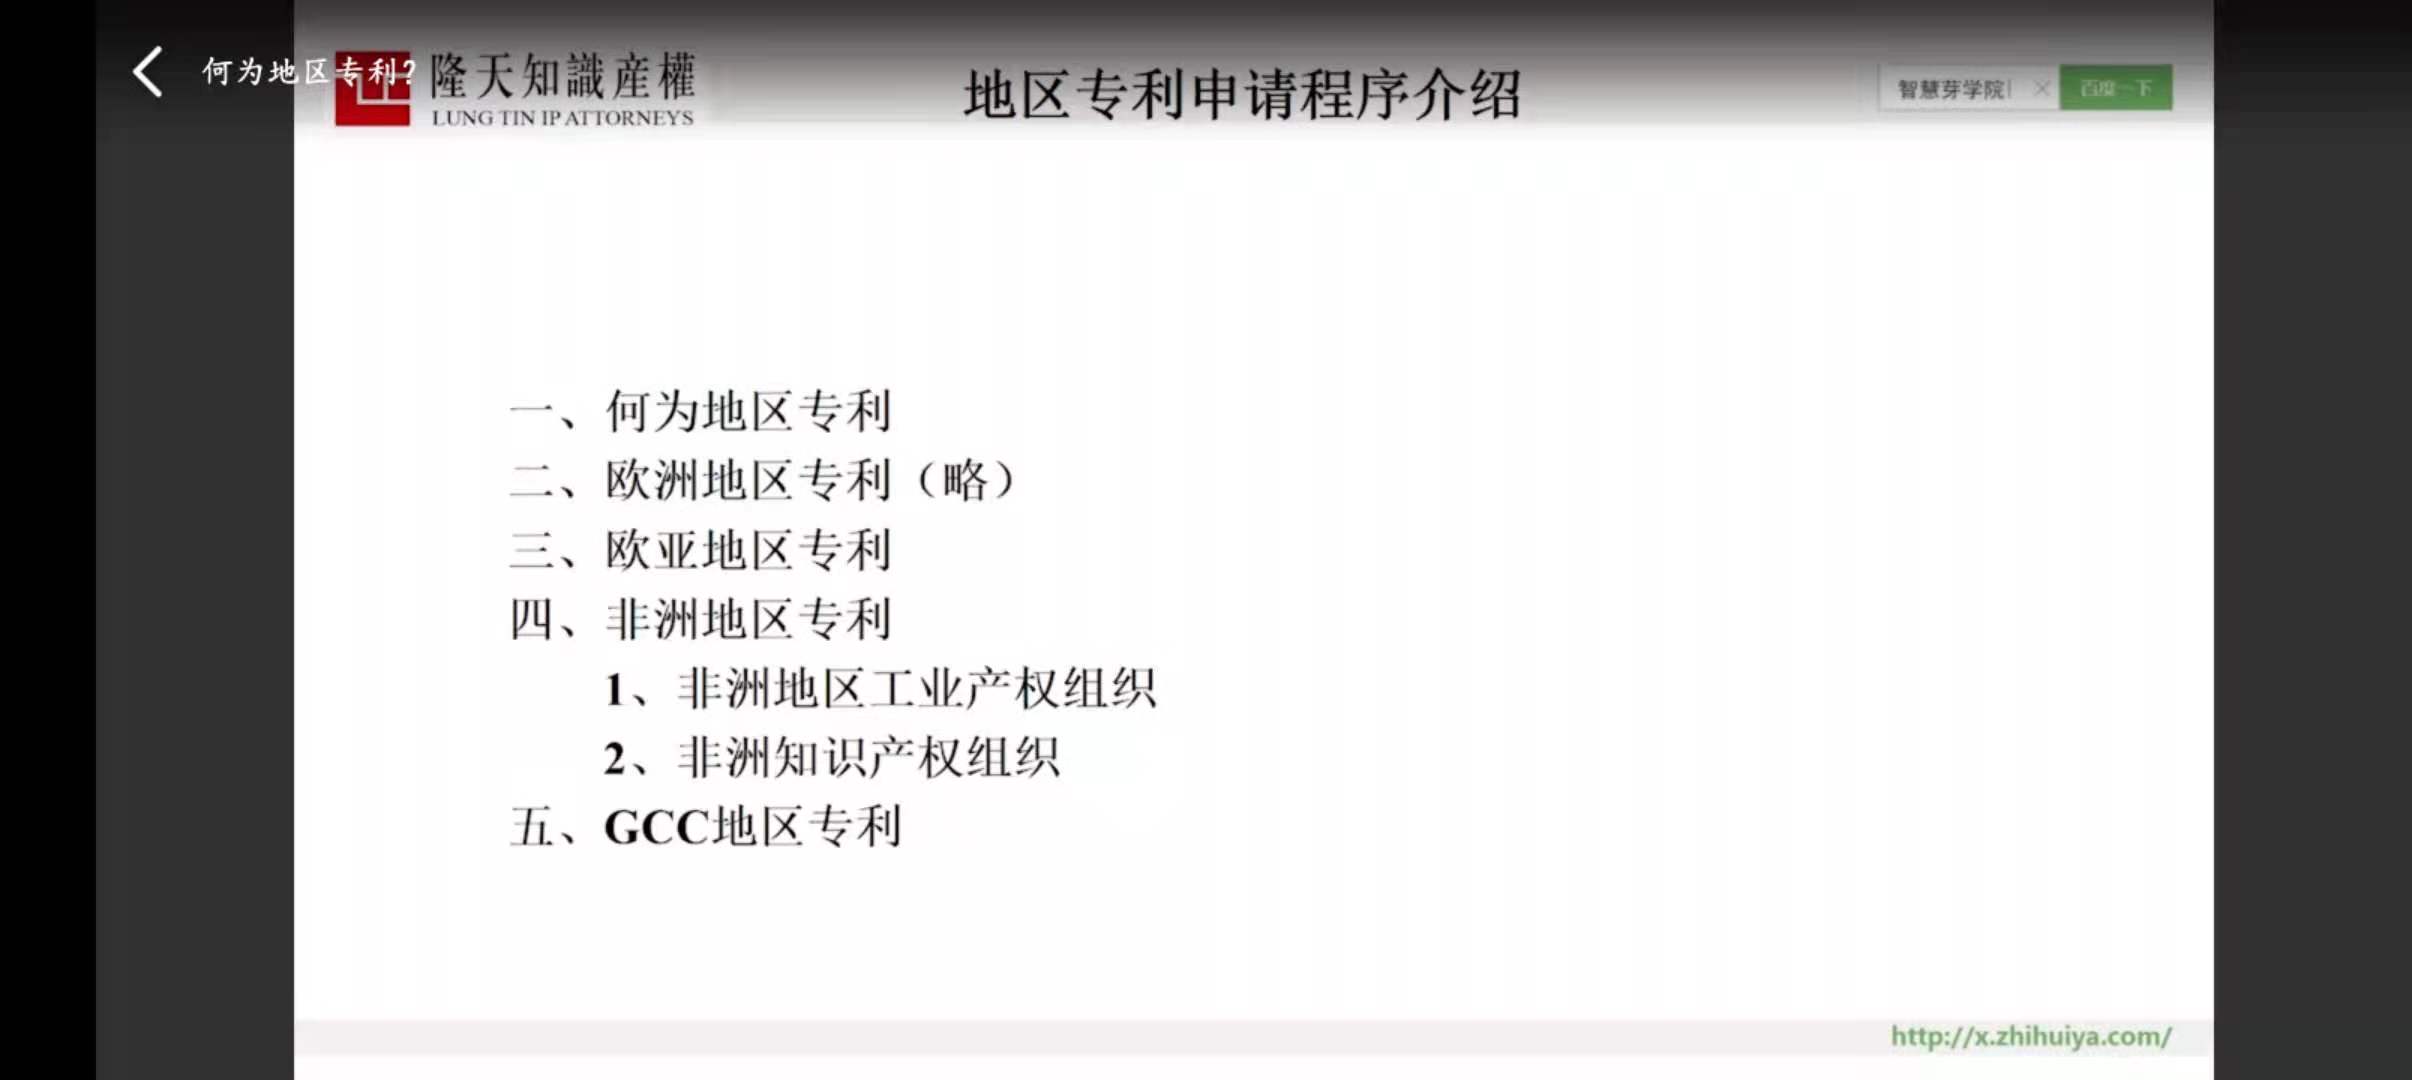 何为地区专利?
隆天知識産權
LUNG TIN IP ATTORNEYS
地区专利申请程序介绍
智慧芽学院
百度一下
一、何为地区专利
二、欧洲地区专利（略）
三、欧亚地区专利
四、非洲地区专利
1、非洲地区工业产权组织
2、非洲知识产权组织
五、GCC地区专利
http://x.zhihuiya.com/